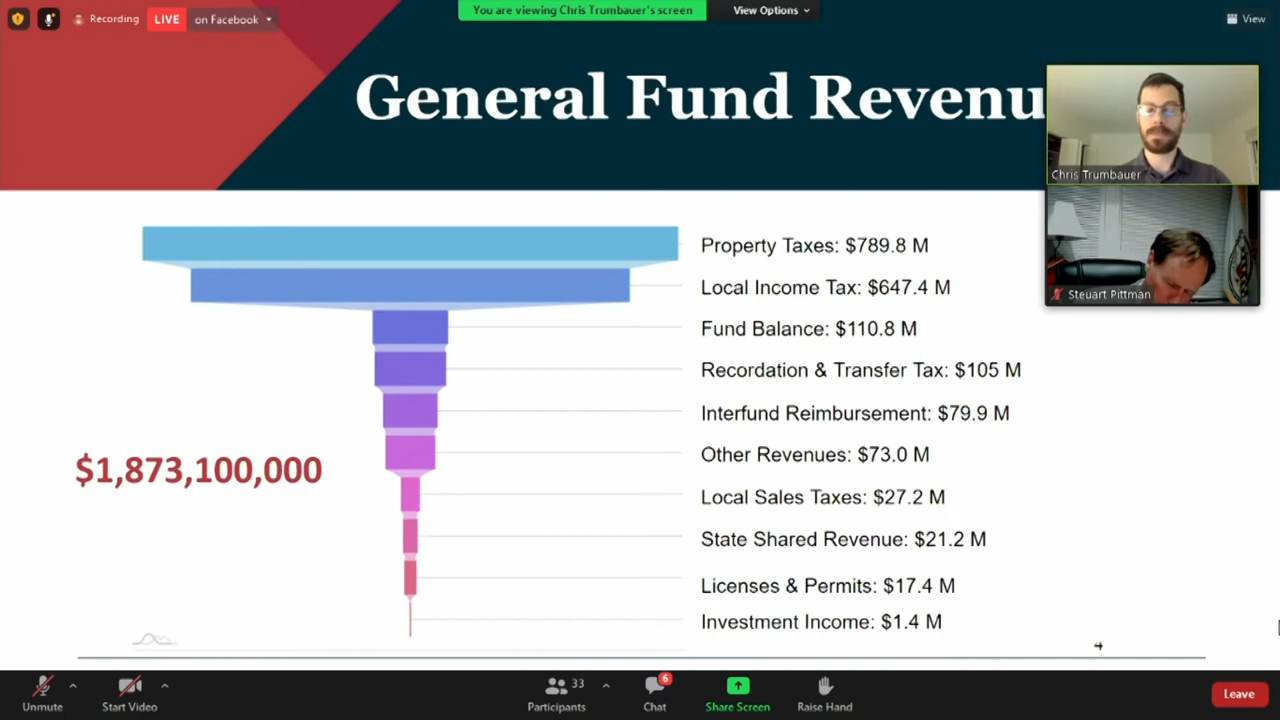 Recording
LIVE
on Facebook
You are viewing Chris Trumbauer's screen
View Options
View
General Fund Revenu
Chris Trumbauer
Steuart Pittman
Property Taxes: $789.8 M
Local Income Tax: $647.4 M
Fund Balance: $110.8 M
Recordation & Transfer Tax: $105 M
Interfund Reimbursement: $79.9 M
Other Revenues: $73.0 M
$1,873,100,000
Local Sales Taxes: $27.2 M
State Shared Revenue: $21.2 M
Licenses & Permits: $17.4 M
Investment Income: $1.4 M
4
Unmute
Start Video
33
Participants
6
Chat
Share Screen
Raise Hand
Leave